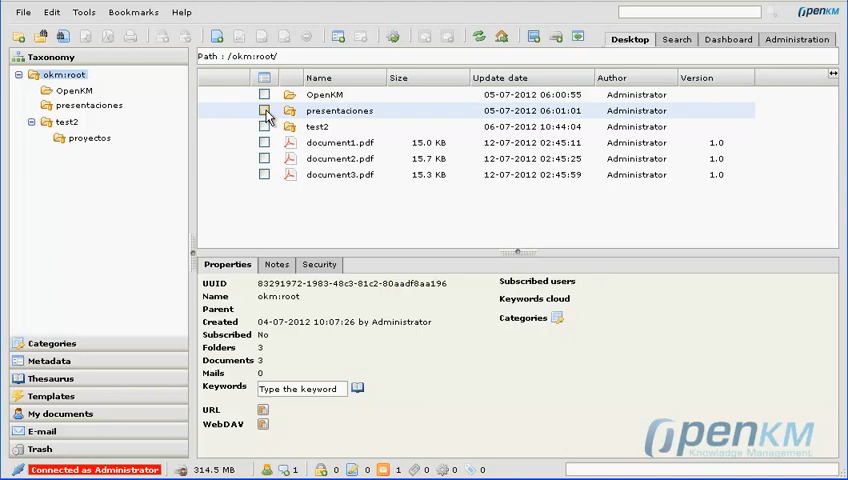 File Edit Tools Bookmarks Help
OPENKM
Desktop Search Dashboard Administration
Taxonomy
Path : /okm:root/
okm:root
OpenKM
presentaciones
test2
proyectos
Name Size Update date Author Version
OpenKM 05-07-2012 06:00:55 Administrator
presentaciones 05-07-2012 06:01:01 Administrator
test2 06-07-2012 10:44:04 Administrator
document1.pdf 15.0 KB 12-07-2012 02:45:11 Administrator 1.0
document2.pdf 15.7 KB 12-07-2012 02:45:25 Administrator 1.0
document3.pdf 15.3 KB 12-07-2012 02:45:59 Administrator 1.0
Properties Notes Security
UUID 83291972-1983-48c3-81c2-80aadf8aa196
Name okm:root
Parent
Created 04-07-2012 10:07:26 by Administrator
Subscribed No
Folders 3
Documents 3
Mails 0
Keywords Type the keyword
URL
WebDAV
Subscribed users
Keywords cloud
Categories
Categories
Metadata
Thesaurus
Templates
My documents
E-mail
Trash
OpenKM
Knowledge Management
Connected as Administrator 314.5 MB 1 0 0 1 0 0 0